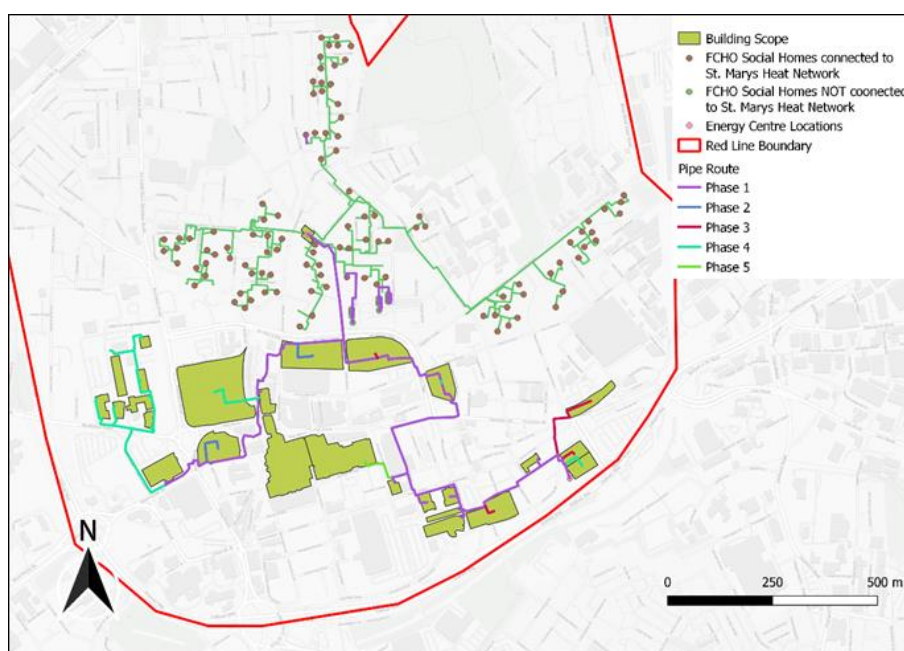 Building Scope
FCHO Social Homes connected to
St. Marys Heat Network
FCHO Social Homes NOT coonected
to St. Marys Heat Network
Energy Centre Locations
Red Line Boundary
Pipe Route
Phase 1
Phase 2
Phase 3
Phase 4
Phase 5
N
0 250 500 m